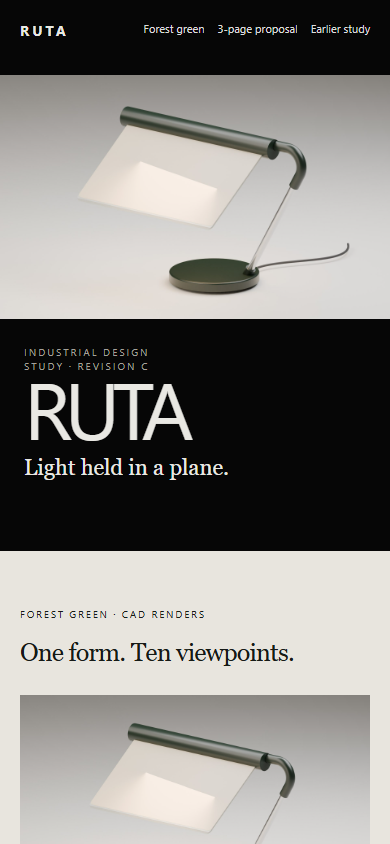 RUTA
Forest green 3-page proposal Earlier study
INDUSTRIAL DESIGN
STUDY · REVISION C
RUTA
Light held in a plane.
FOREST GREEN · CAD RENDERS
One form. Ten viewpoints.